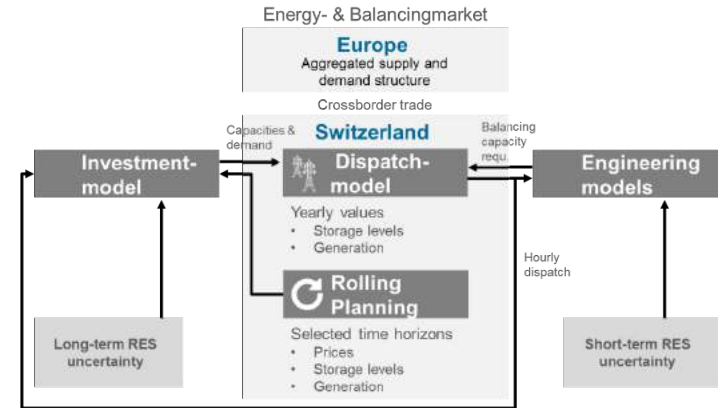 Energy- & Balancingmarket
Europe
Aggregated supply and
demand structure
Crossborder trade
Capacities &
demand
Switzerland
Balancing
capacity
requ.
Investment-
model
Dispatch-
model
Engineering
models
Yearly values
• Storage levels
• Generation
Hourly
dispatch
Rolling
Planning
Long-term RES
uncertainty
Selected time horizons
• Prices
• Storage levels
• Generation
Short-term RES
uncertainty